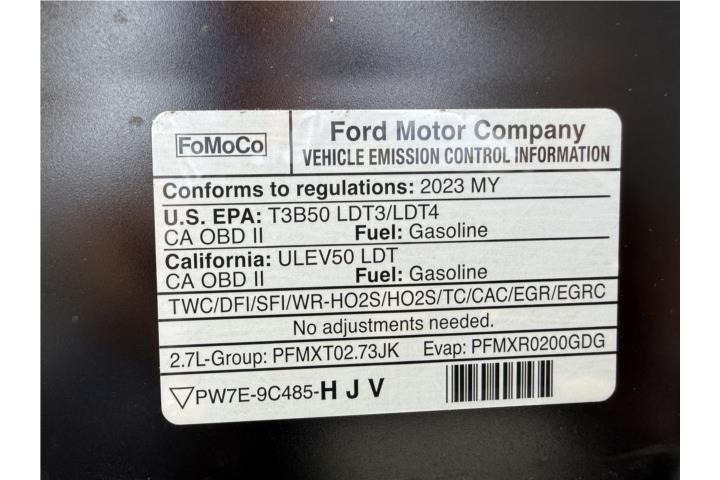 FoMoCo
Ford Motor Company
VEHICLE EMISSION CONTROL INFORMATION
Conforms to regulations: 2023 MY
U.S. EPA: T3B50 LDT3/LDT4
CA OBD II Fuel: Gasoline
California: ULEV50 LDT
CA OBD II Fuel: Gasoline
TWC/DFI/SFI/WR-HO2S/HO2S/TC/CAC/EGR/EGRC
No adjustments needed.
2.7L-Group: PFMXT02.73JK Evap: PFMXR0200GDG
PW7E-9C485-H J V